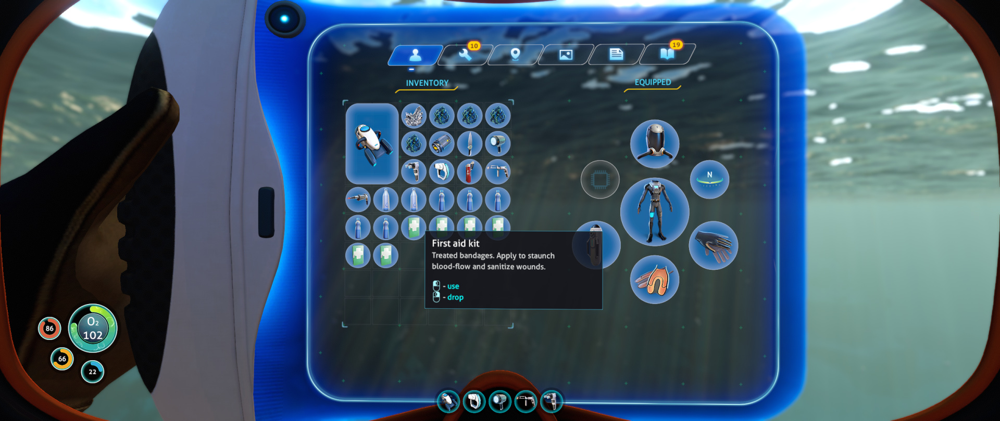 10
19
INVENTORY
EQUIPPED
N
First aid kit
Treated bandages. Apply to staunch
blood-flow and sanitize wounds.
- use
- drop
86
O₂
102
66
22